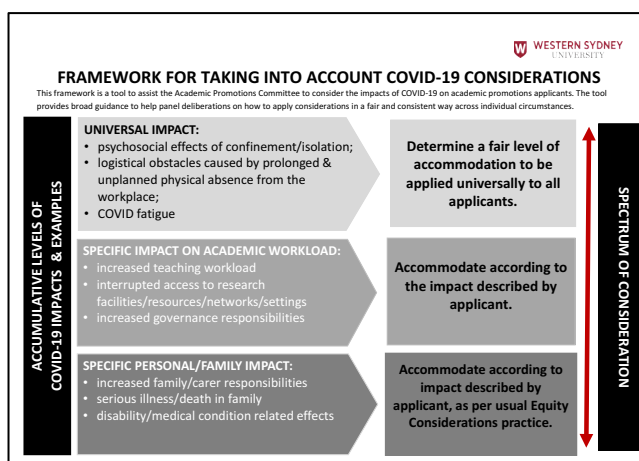 WESTERN SYDNEY
UNIVERSITY
FRAMEWORK FOR TAKING INTO ACCOUNT COVID-19 CONSIDERATIONS
This framework is a tool to assist the Academic Promotions Committee to consider the impacts of COVID-19 on academic promotions applicants. The tool
provides broad guidance to help panel deliberations on how to apply considerations in a fair and consistent way across individual circumstances.
ACCUMULATIVE LEVELS OF
COVID-19 IMPACTS & EXAMPLES
UNIVERSAL IMPACT:
• psychosocial effects of confinement/isolation;
• logistical obstacles caused by prolonged &
unplanned physical absence from the
workplace;
• COVID fatigue
Determine a fair level of
accommodation to be
applied universally to all
applicants.
SPECIFIC IMPACT ON ACADEMIC WORKLOAD:
• increased teaching workload
• interrupted access to research
facilities/resources/networks/settings
• increased governance responsibilities
Accommodate according to
the impact described by
applicant.
SPECIFIC PERSONAL/FAMILY IMPACT:
• increased family/carer responsibilities
• serious illness/death in family
• disability/medical condition related effects
Accommodate according to
impact described by
applicant, as per usual Equity
Considerations practice.
SPECTRUM OF CONSIDERATION